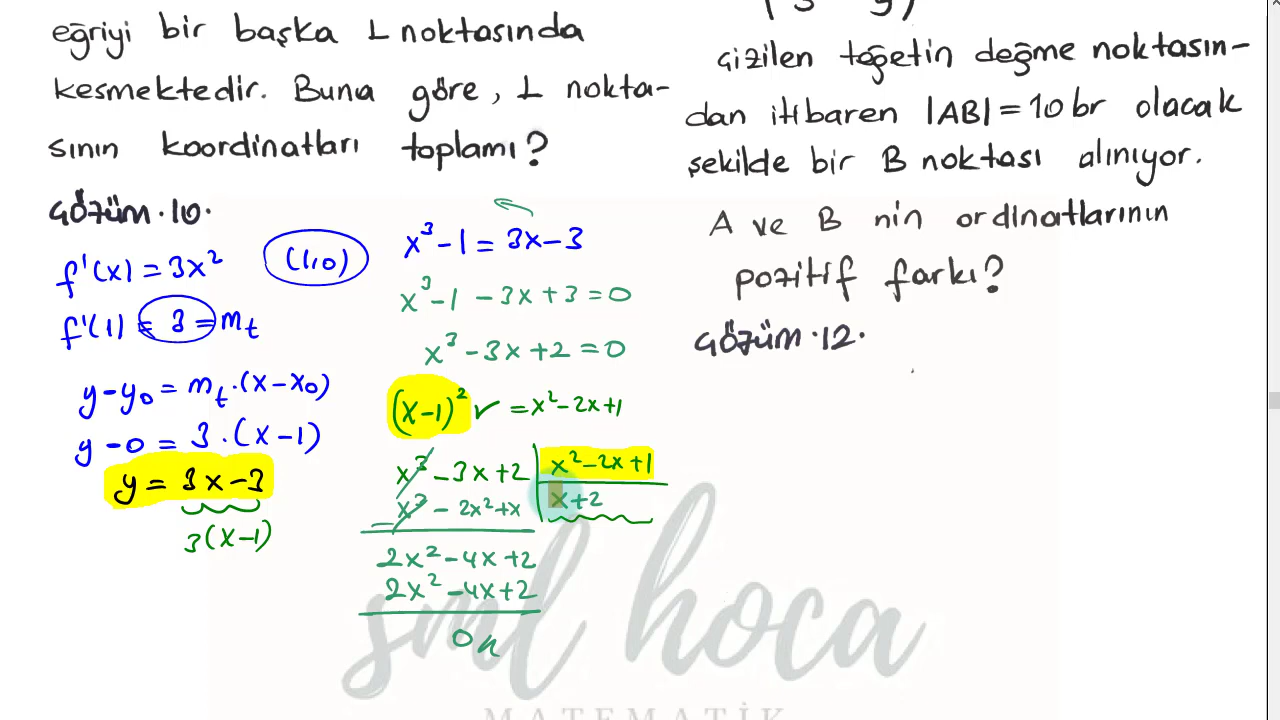 eğriyi bir başka L noktasında
kesmektedir. Buna göre, L nokta-
sının koordinatları toplamı?
Çözüm.10.
f'(x) = 3x²
(1,0)
f'(1) = 3 = mₜ
y-y₀ = mₜ.(x-x₀)
y-0 = 3.(x-1)
y = 3x-3
3(x-1)
x³-1 = 3x-3
x³-1 -3x+3 = 0
x³-3x+2 = 0
(x-1)² ✓ = x²-2x+1
x³ -3x+2 | x²-2x+1
- x³ - 2x²+x | x+2
2x²-4x+2
2x²-4x+2
0
çizilen teğetin değme noktasın-
dan itibaren |AB| = 10 br olacak
şekilde bir B noktası alınıyor.
A ve B nin ordinatlarının
pozitif farkı?
Çözüm.12.
sml hoca
MATEMATİK